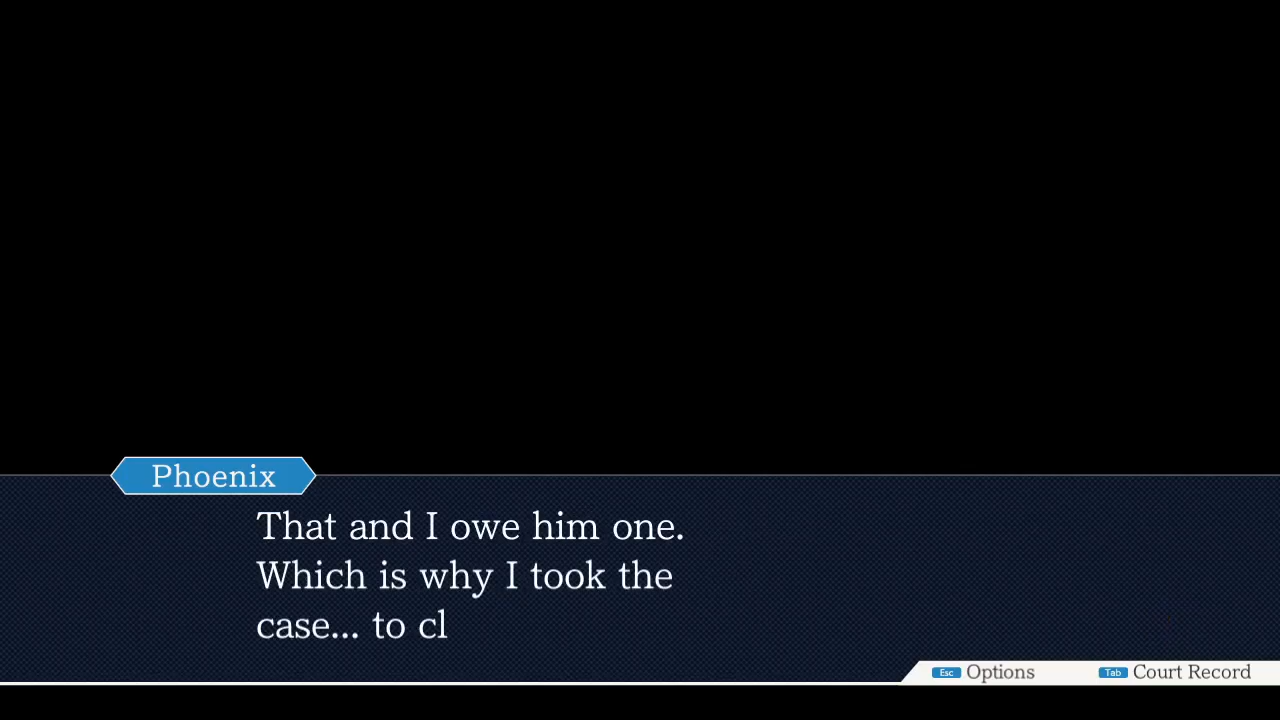 Phoenix
That and I owe him one.
Which is why I took the
case... to cl
Esc Options Tab Court Record